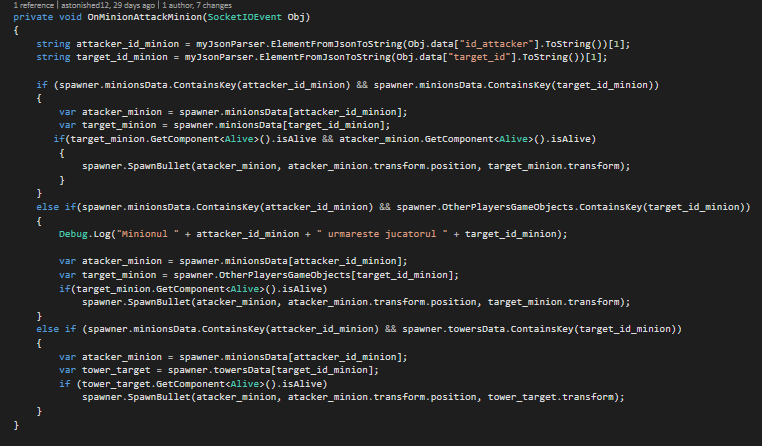 1 reference | astonished12, 29 days ago | 1 author, 7 changes
private void OnMinionAttackMinion(SocketIOEvent Obj)
{
string attacker_id_minion = myJsonParser.ElementFromJsonToString(Obj.data["id_attacker"].ToString())[1];
string target_id_minion = myJsonParser.ElementFromJsonToString(Obj.data["target_id"].ToString())[1];
if (spawner.minionsData.ContainsKey(attacker_id_minion) && spawner.minionsData.ContainsKey(target_id_minion))
{
var atacker_minion = spawner.minionsData[attacker_id_minion];
var target_minion = spawner.minionsData[target_id_minion];
if(target_minion.GetComponent<Alive>().isAlive && atacker_minion.GetComponent<Alive>().isAlive)
{
spawner.SpawnBullet(atacker_minion, atacker_minion.transform.position, target_minion.transform);
}
}
else if(spawner.minionsData.ContainsKey(attacker_id_minion) && spawner.OtherPlayersGameObjects.ContainsKey(target_id_minion))
{
Debug.Log("Minionul " + attacker_id_minion + " urmareste jucatorul " + target_id_minion);
var atacker_minion = spawner.minionsData[attacker_id_minion];
var target_minion = spawner.OtherPlayersGameObjects[target_id_minion];
if(target_minion.GetComponent<Alive>().isAlive)
spawner.SpawnBullet(atacker_minion, atacker_minion.transform.position, target_minion.transform);
}
else if (spawner.minionsData.ContainsKey(attacker_id_minion) && spawner.towersData.ContainsKey(target_id_minion))
{
var atacker_minion = spawner.minionsData[attacker_id_minion];
var tower_target = spawner.towersData[target_id_minion];
if (tower_target.GetComponent<Alive>().isAlive)
spawner.SpawnBullet(atacker_minion, atacker_minion.transform.position, tower_target.transform);
}
}